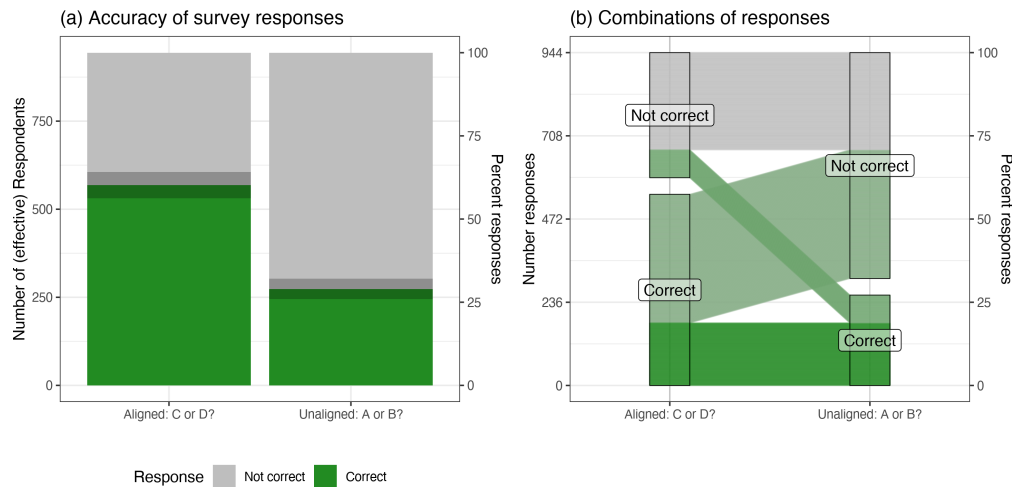 (a) Accuracy of survey responses
Number of (effective) Respondents
750
500
250
0
100
75
50
25
0
Percent responses
Aligned: C or D?
Unaligned: A or B?
Response
Not correct
Correct
(b) Combinations of responses
Number responses
944
708
472
236
0
Not correct
Correct
Not correct
Correct
100
75
50
25
0
Percent responses
Aligned: C or D?
Unaligned: A or B?